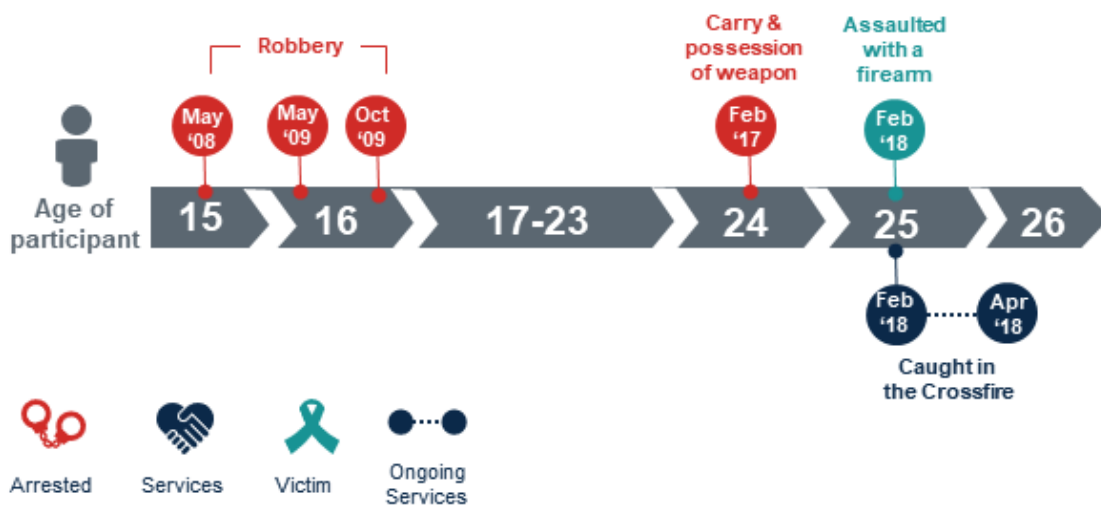 Robbery
Carry &
possession
of weapon
Assaulted
with a
firearm
May
‘08
May
‘09
Oct
‘09
Feb
‘17
Feb
‘18
Age of
participant
15
16
17-23
24
25
26
Feb
‘18
Apr
‘18
Caught in
the Crossfire
Arrested
Services
Victim
Ongoing
Services